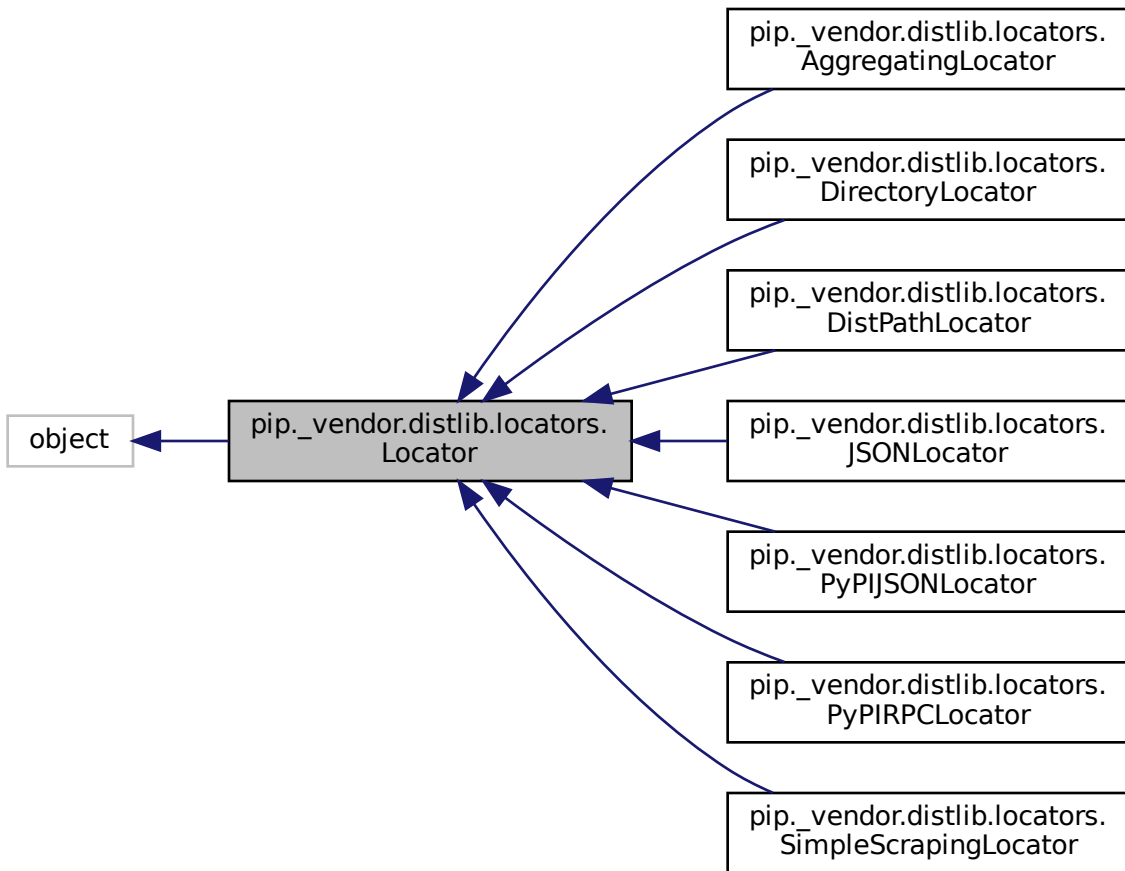 pip._vendor.distlib.locators.
AggregatingLocator
pip._vendor.distlib.locators.
DirectoryLocator
pip._vendor.distlib.locators.
DistPathLocator
object
pip._vendor.distlib.locators.
Locator
pip._vendor.distlib.locators.
JSONLocator
pip._vendor.distlib.locators.
PyPIJSONLocator
pip._vendor.distlib.locators.
PyPIRPCLocator
pip._vendor.distlib.locators.
SimpleScrapingLocator